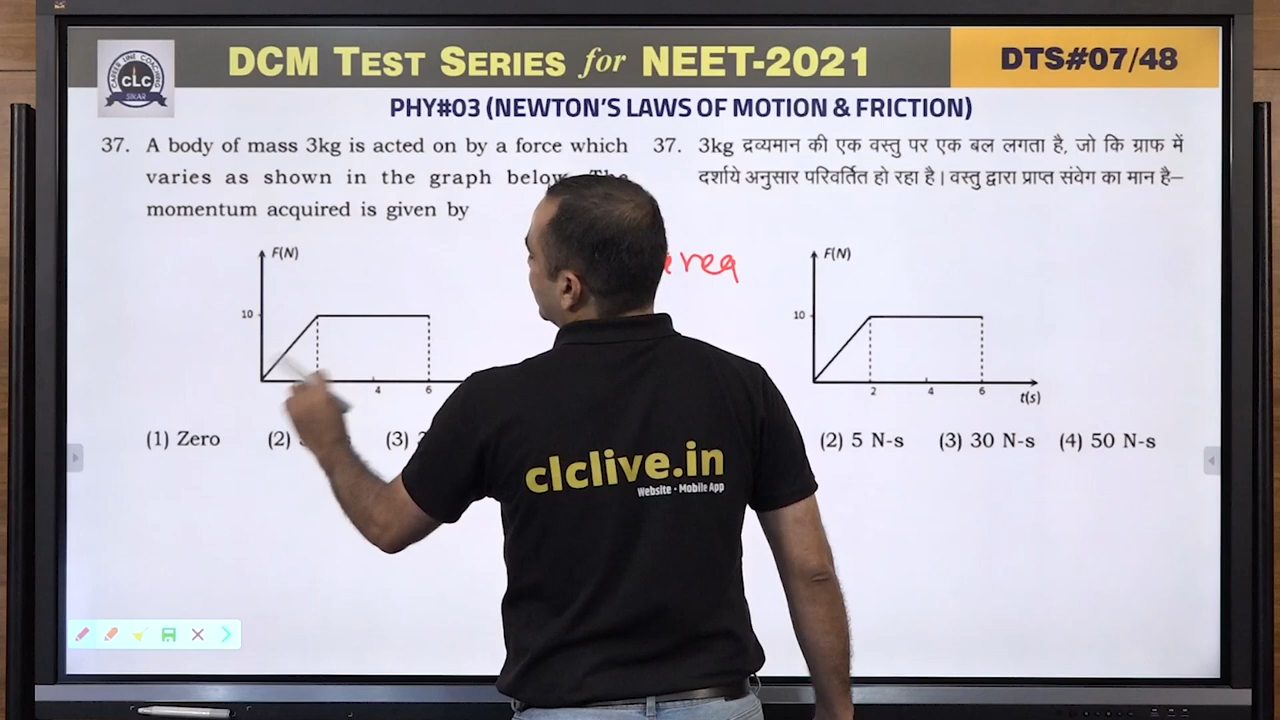 DCM TEST SERIES for NEET-2021
DTS#07/48
CAREER LINE COACHING
CLC
SIKAR
PHY#03 (NEWTON'S LAWS OF MOTION & FRICTION)
37. A body of mass 3kg is acted on by a force which
varies as shown in the graph below
momentum acquired is given by
F(N)
10
4
6
(1) Zero (2) (3)
37. 3kg द्रव्यमान की एक वस्तु पर एक बल लगता है, जो कि ग्राफ में
दर्शाये अनुसार परिवर्तित हो रहा है। वस्तु द्वारा प्राप्त संवेग का मान है–
area
F(N)
10
2
4
6
t(s)
(2) 5 N-s (3) 30 N-s (4) 50 N-s
clclive.in
Website - Mobile App